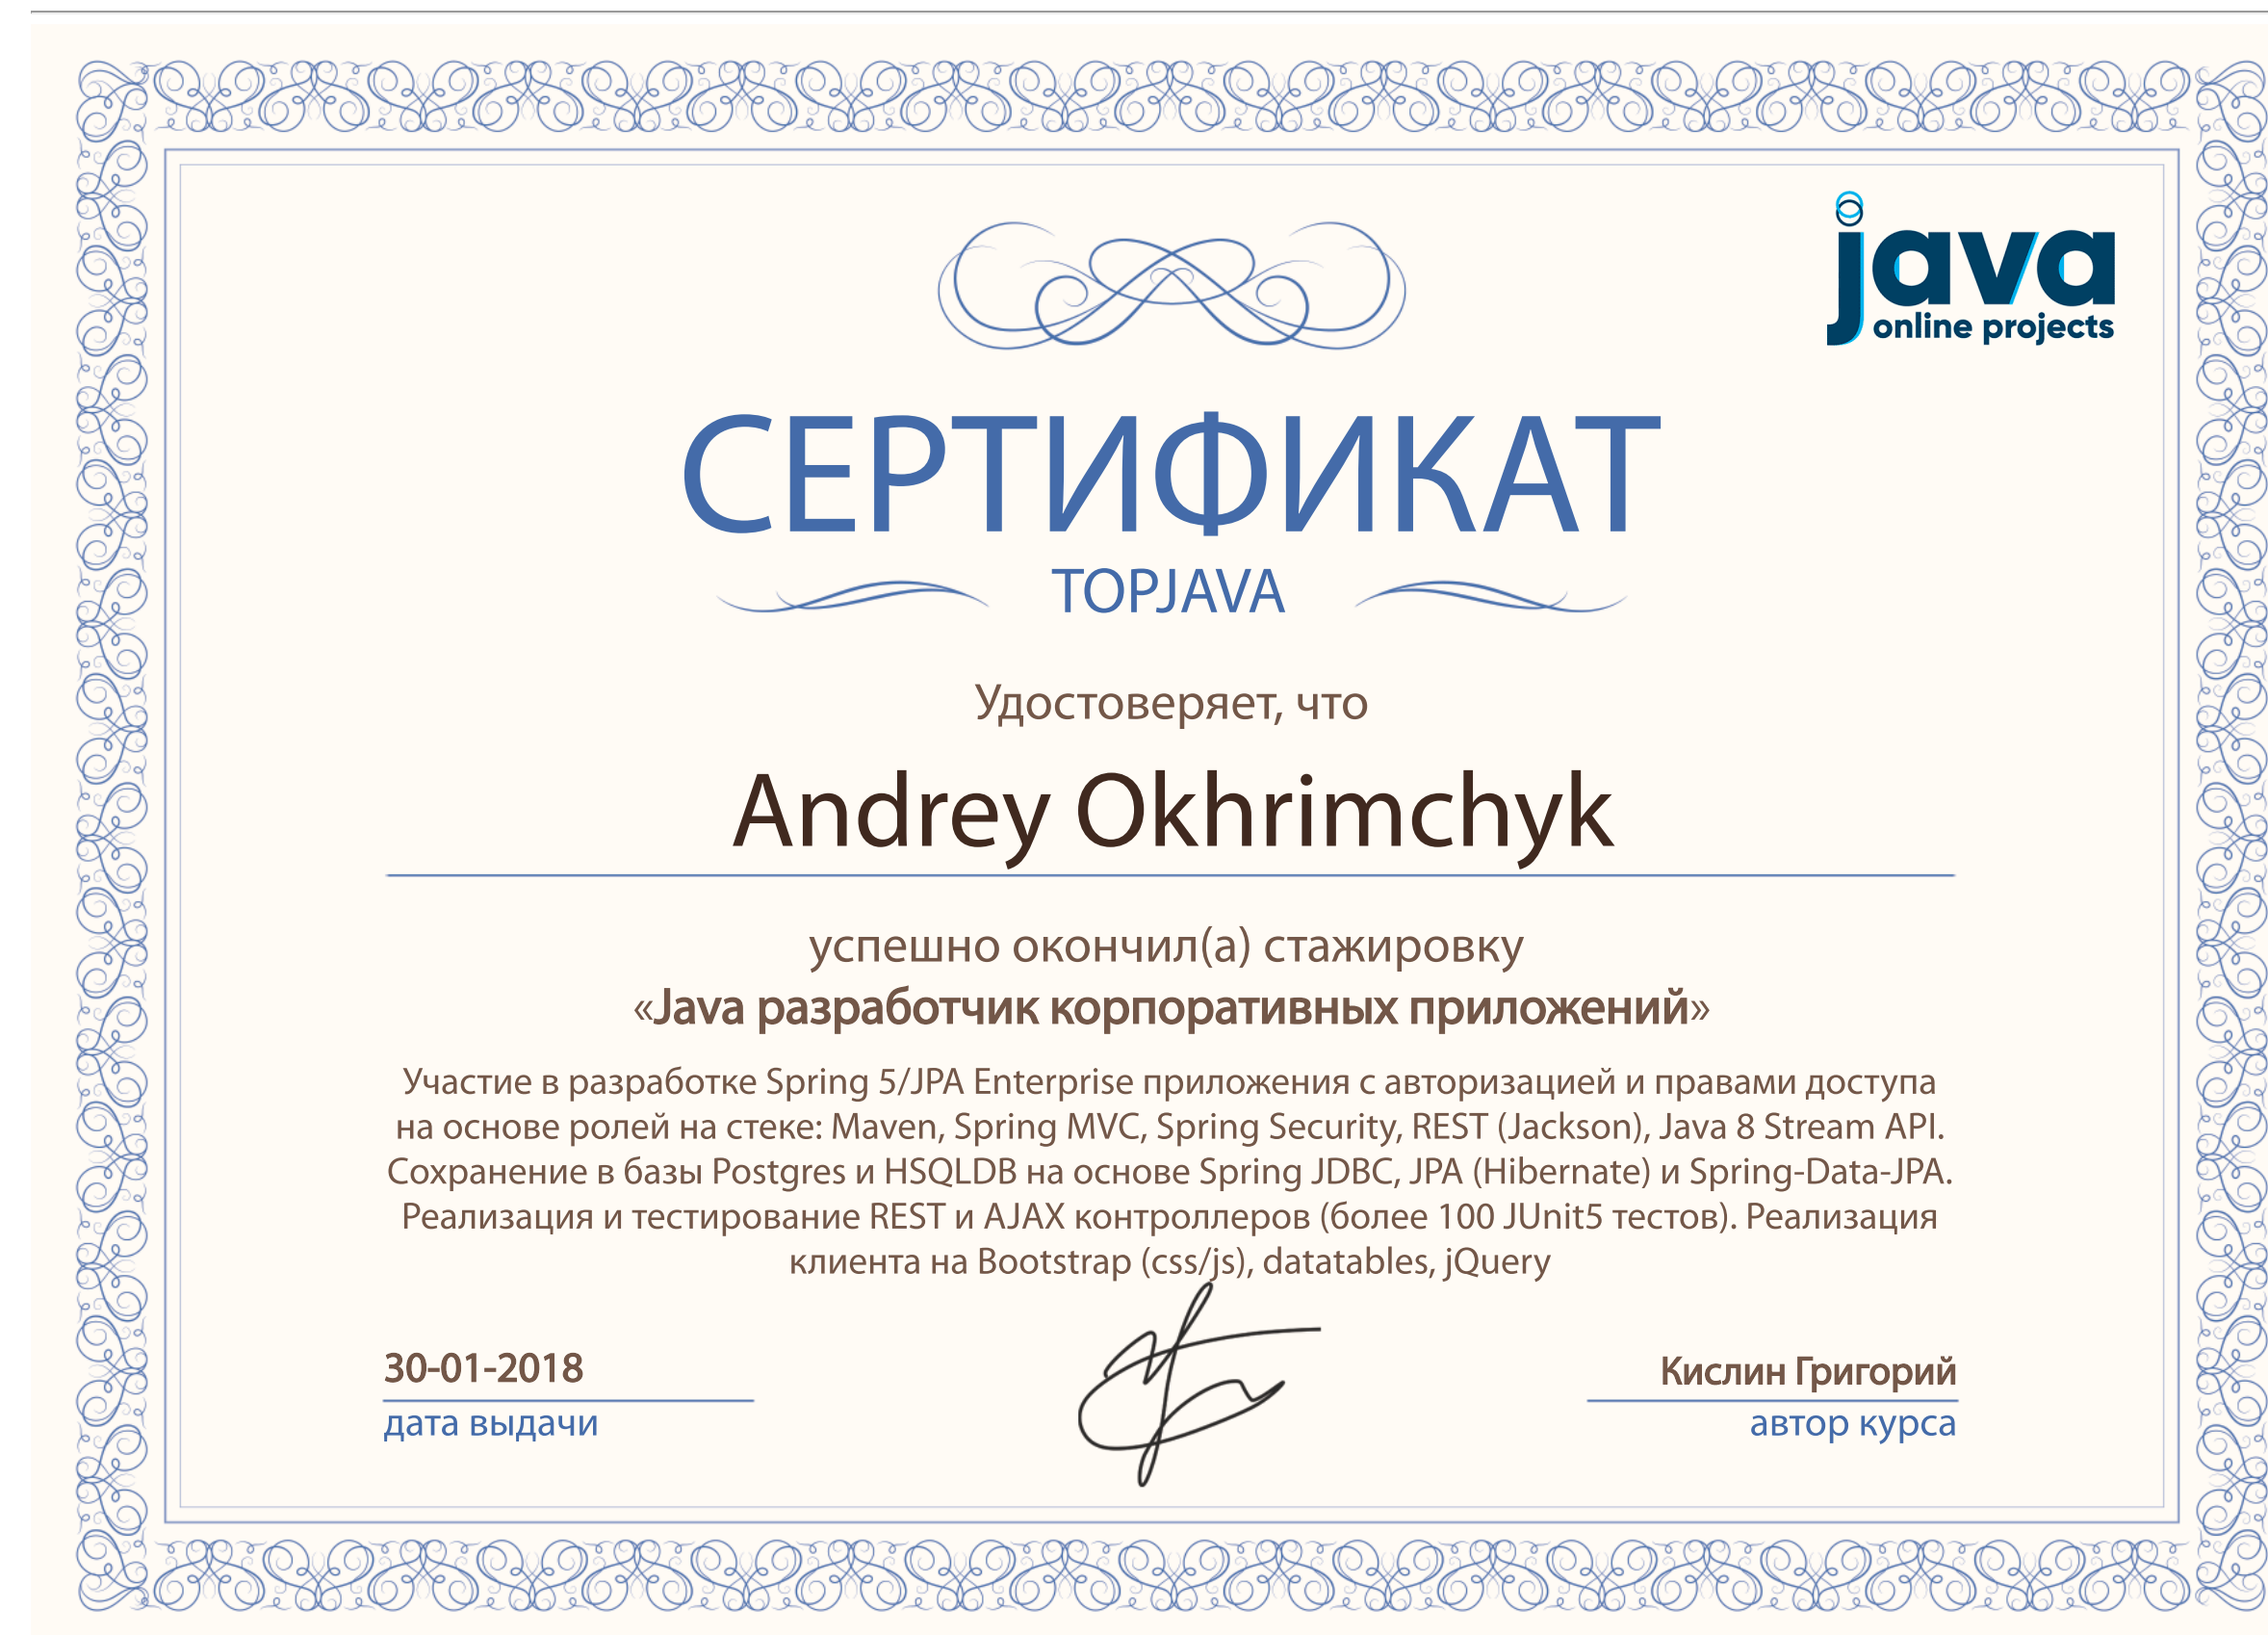 java
online projects
СЕРТИФИКАТ
TOPJAVA
Удостоверяет, что
Andrey Okhrimchyk
успешно окончил(а) стажировку
«Java разработчик корпоративных приложений»
Участие в разработке Spring 5/JPA Enterprise приложения с авторизацией и правами доступа
на основе ролей на стеке: Maven, Spring MVC, Spring Security, REST (Jackson), Java 8 Stream API.
Сохранение в базы Postgres и HSQLDB на основе Spring JDBC, JPA (Hibernate) и Spring-Data-JPA.
Реализация и тестирование REST и AJAX контроллеров (более 100 JUnit5 тестов). Реализация
клиента на Bootstrap (css/js), datatables, jQuery
30-01-2018
дата выдачи
Кислин Григорий
автор курса